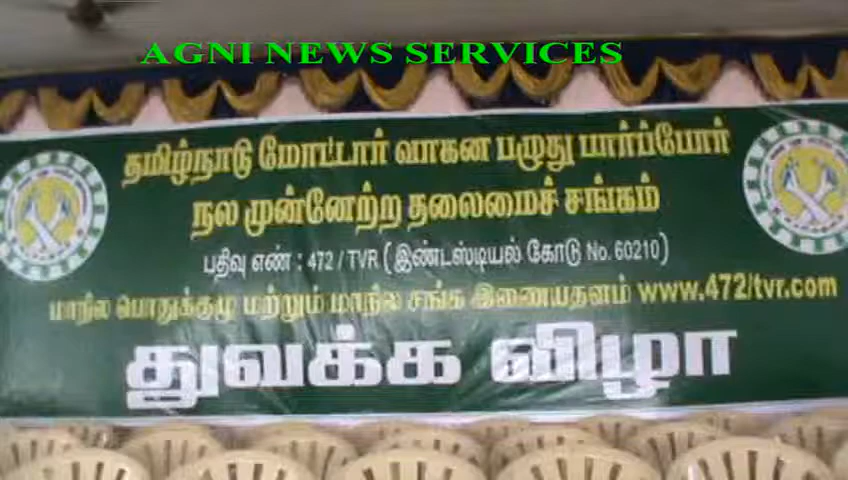 AGNI NEWS SERVICES
தமிழ்நாடு மோட்டார் வாகன பழுது பார்ப்போர்
நல முன்னேற்ற தலைமைச் சங்கம்
பதிவு எண் : 472 / TVR (இண்டஸ்டியல் கோடு No. 60210)
மாநில பொதுக்குழு மற்றும் மாநில சங்க இணையதளம் www.472/tvr.com
துவக்க விழா